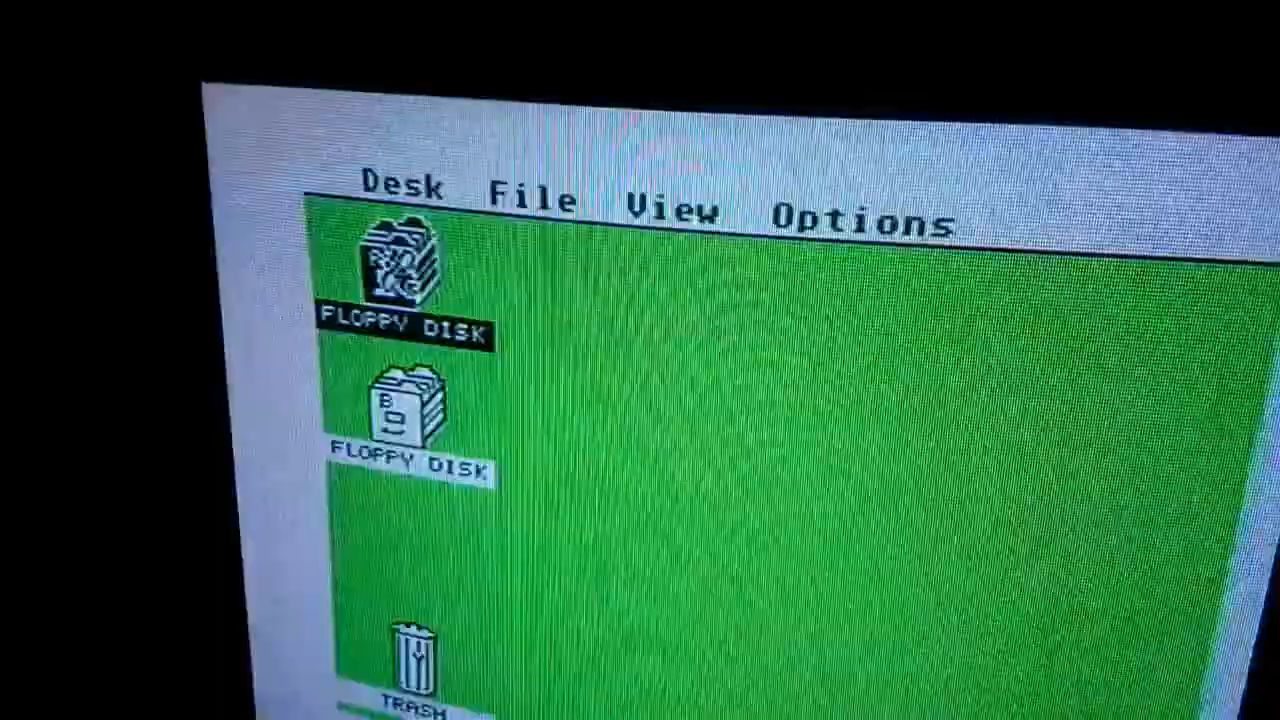 Desk File View Options
FLOPPY DISK
B
FLOPPY DISK
TRASH